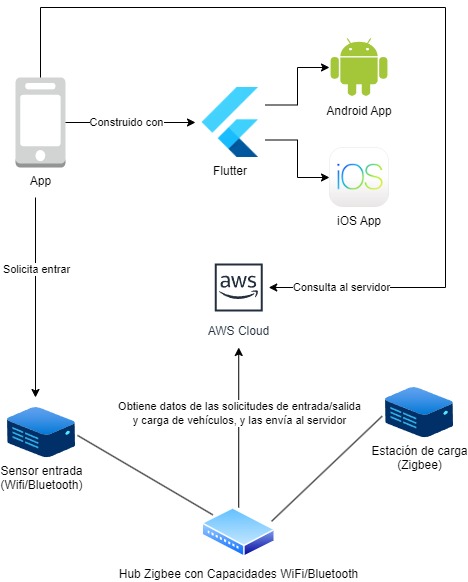 Construido con
Android App
App
Flutter
iOS
iOS App
Solicita entrar
aws
Consulta al servidor
AWS Cloud
Obtiene datos de las solicitudes de entrada/salida
y carga de vehículos, y las envía al servidor
Sensor entrada
(Wifi/Bluetooth)
Estación de carga
(Zigbee)
Hub Zigbee con Capacidades WiFi/Bluetooth